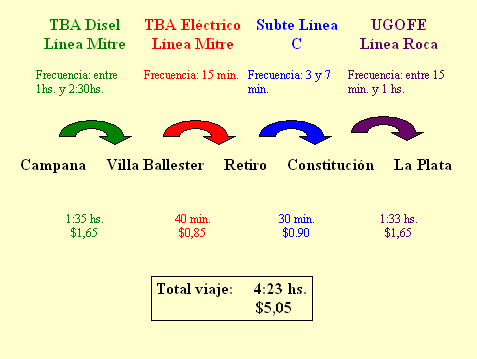 TBA Disel
Línea Mitre
TBA Eléctrico
Línea Mitre
Subte Línea
C
UGOFE
Línea Roca
Frecuencia: entre
1hs. y 2:30hs.
Frecuencia: 15 min.
Frecuencia: 3 y 7
min.
Frecuencia: entre 15
min. y 1 hs.
Campana Villa Ballester Retiro Constitución La Plata
1:35 hs.
$1,65
40 min.
$0,85
30 min.
$0.90
1:33 hs.
$1,65
Total viaje: 4:23 hs.
$5,05